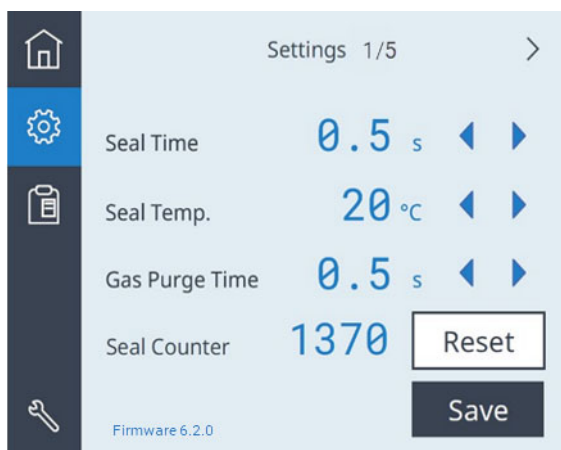 Settings 1/5
Seal Time 0.5 s
Seal Temp. 20 °C
Gas Purge Time 0.5 s
Seal Counter 1370 Reset
Save
Firmware 6.2.0